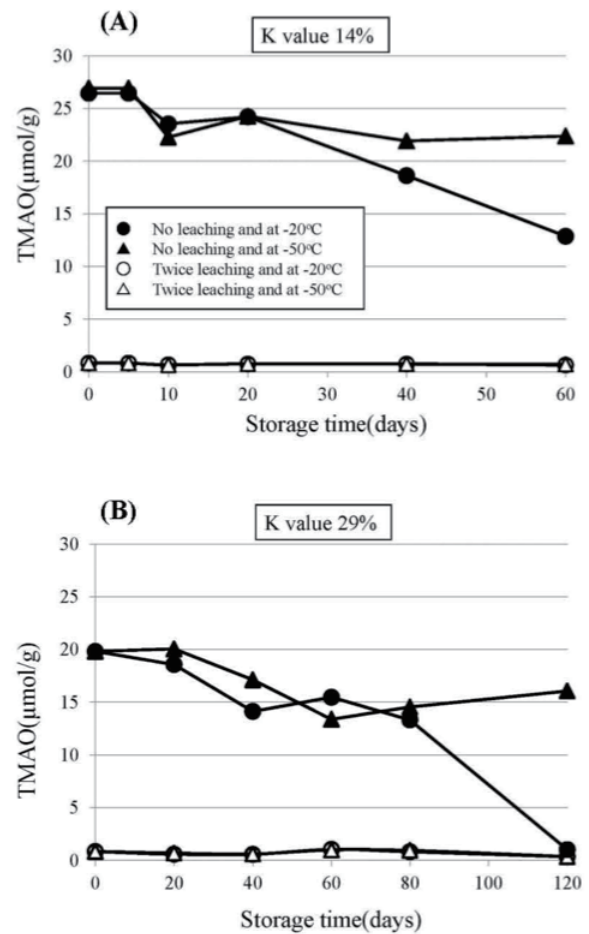 (A)
K value 14%
30
25
20
15
10
5
0
TMAO(μmol/g)
No leaching and at -20°C
No leaching and at -50°C
Twice leaching and at -20°C
Twice leaching and at -50°C
0 10 20 30 40 50 60
Storage time(days)
(B)
K value 29%
30
25
20
15
10
5
0
TMAO(μmol/g)
0 20 40 60 80 100 120
Storage time(days)